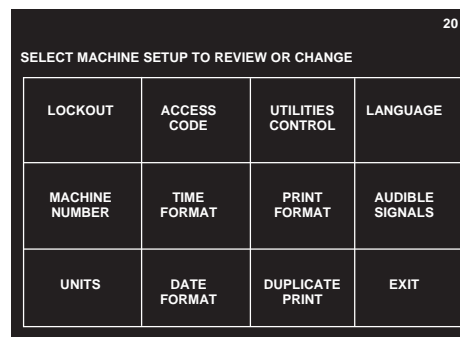 20
SELECT MACHINE SETUP TO REVIEW OR CHANGE
LOCKOUT
ACCESS
CODE
UTILITIES
CONTROL
LANGUAGE
MACHINE
NUMBER
TIME
FORMAT
PRINT
FORMAT
AUDIBLE
SIGNALS
UNITS
DATE
FORMAT
DUPLICATE
PRINT
EXIT